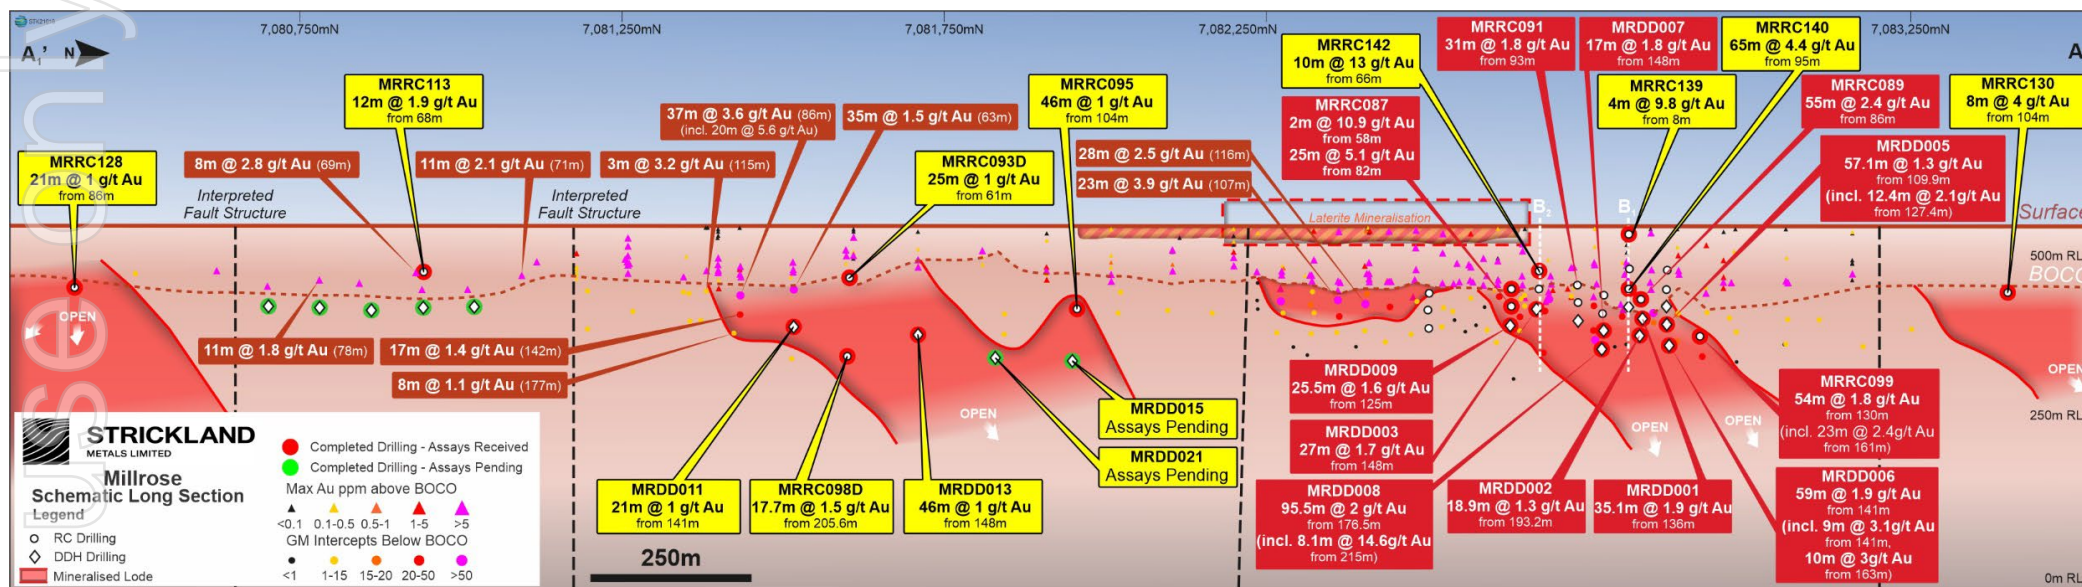 STK21018
7,080,750mN
7,081,250mN
7,081,750mN
7,082,250mN
7,083,250mN
A₁'
N
A
MRRC128
21m @ 1 g/t Au
from 86m
8m @ 2.8 g/t Au (69m)
Interpreted
Fault Structure
MRRC113
12m @ 1.9 g/t Au
from 68m
11m @ 2.1 g/t Au (71m)
Interpreted
Fault Structure
3m @ 3.2 g/t Au (115m)
37m @ 3.6 g/t Au (86m)
(incl. 20m @ 5.6 g/t Au)
35m @ 1.5 g/t Au (63m)
MRRC093D
25m @ 1 g/t Au
from 61m
MRRC095
46m @ 1 g/t Au
from 104m
28m @ 2.5 g/t Au (116m)
23m @ 3.9 g/t Au (107m)
MRRC142
10m @ 13 g/t Au
from 66m
MRRC087
2m @ 10.9 g/t Au
from 58m
25m @ 5.1 g/t Au
from 82m
MRRC091
31m @ 1.8 g/t Au
from 93m
MRDD007
17m @ 1.8 g/t Au
from 148m
MRRC140
65m @ 4.4 g/t Au
from 95m
MRRC139
4m @ 9.8 g/t Au
from 8m
MRRC089
55m @ 2.4 g/t Au
from 86m
MRDD005
57.1m @ 1.3 g/t Au
from 109.9m
(incl. 12.4m @ 2.1g/t Au
from 127.4m)
MRRC130
8m @ 4 g/t Au
from 104m
Laterite Mineralisation
B₂
B₁
Surface
500m RL
BOCO
250m RL
0m RL
OPEN
OPEN
OPEN
OPEN
OPEN
11m @ 1.8 g/t Au (78m)
17m @ 1.4 g/t Au (142m)
8m @ 1.1 g/t Au (177m)
MRDD011
21m @ 1 g/t Au
from 141m
MRRC098D
17.7m @ 1.5 g/t Au
from 205.6m
MRDD013
46m @ 1 g/t Au
from 148m
MRDD015
Assays Pending
MRDD021
Assays Pending
MRDD009
25.5m @ 1.6 g/t Au
from 125m
MRDD003
27m @ 1.7 g/t Au
from 148m
MRDD008
95.5m @ 2 g/t Au
from 176.5m
(incl. 8.1m @ 14.6g/t Au
from 215m)
MRDD002
18.9m @ 1.3 g/t Au
from 193.2m
MRDD001
35.1m @ 1.9 g/t Au
from 136m
MRRC099
54m @ 1.8 g/t Au
from 130m
(incl. 23m @ 2.4g/t Au
from 161m)
MRDD006
59m @ 1.9 g/t Au
from 141m
(incl. 9m @ 3.1g/t Au
from 141m,
10m @ 3g/t Au
from 163m)
STRICKLAND
METALS LIMITED
Millrose
Schematic Long Section
Legend
RC Drilling
DDH Drilling
Mineralised Lode
Completed Drilling - Assays Received
Completed Drilling - Assays Pending
Max Au ppm above BOCO
<0.1 0.1-0.5 0.5-1 1-5 >5
GM Intercepts Below BOCO
<1 1-15 15-20 20-50 >50
250m
use only